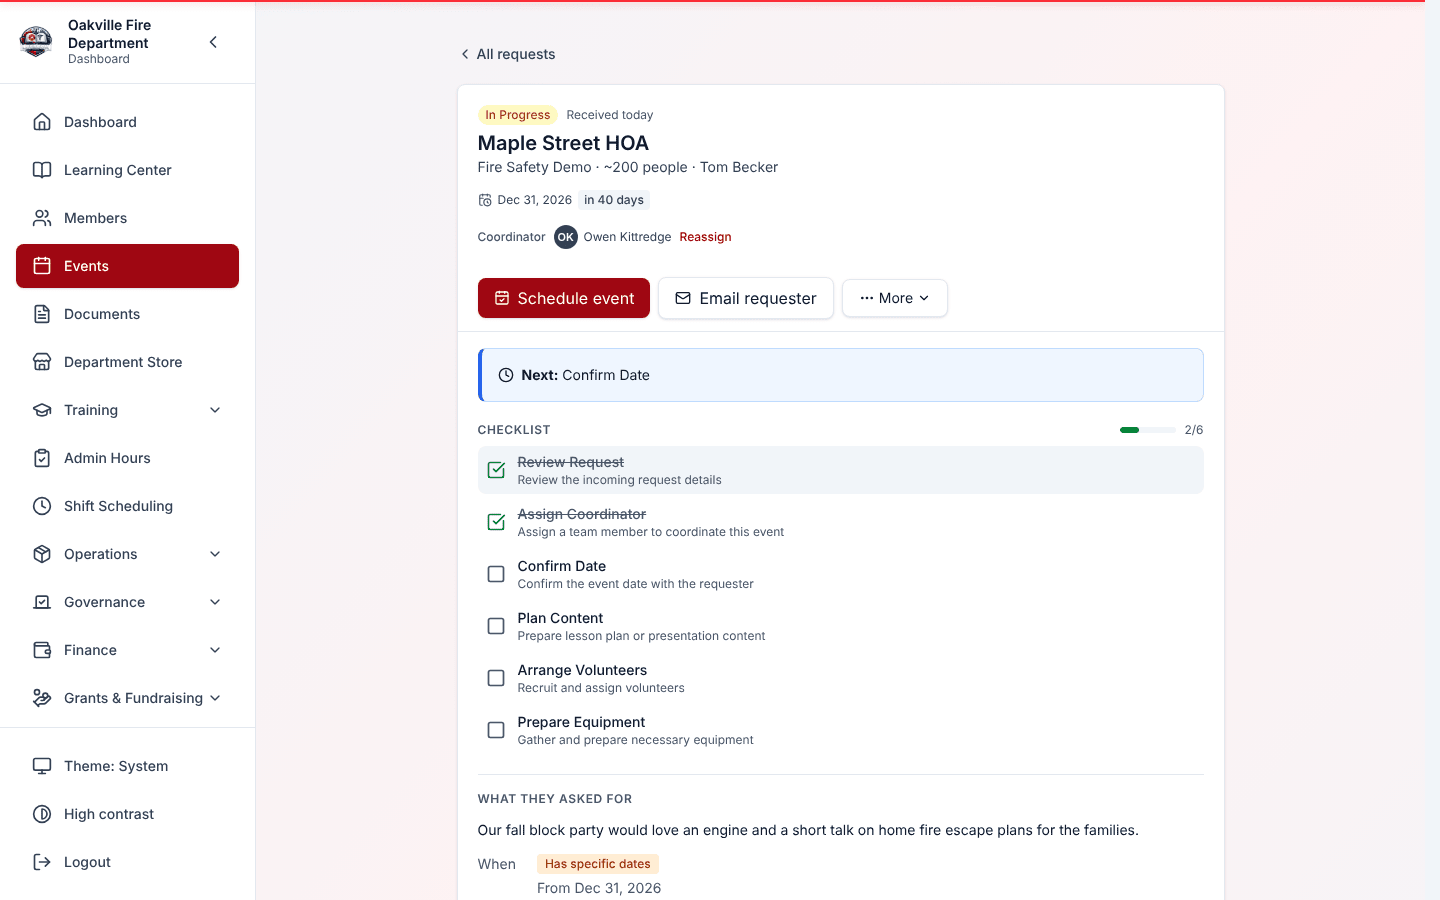 Oakville Fire Department
Dashboard
Dashboard
Learning Center
Members
Events
Documents
Department Store
Training
Admin Hours
Shift Scheduling
Operations
Governance
Finance
Grants & Fundraising
Theme: System
High contrast
Logout
All requests
In Progress Received today
Maple Street HOA
Fire Safety Demo · ~200 people · Tom Becker
Dec 31, 2026 in 40 days
Coordinator OK Owen Kittredge Reassign
Schedule event Email requester More
Next: Confirm Date
CHECKLIST 2/6
Review Request
Review the incoming request details
Assign Coordinator
Assign a team member to coordinate this event
Confirm Date
Confirm the event date with the requester
Plan Content
Prepare lesson plan or presentation content
Arrange Volunteers
Recruit and assign volunteers
Prepare Equipment
Gather and prepare necessary equipment
WHAT THEY ASKED FOR
Our fall block party would love an engine and a short talk on home fire escape plans for the families.
When Has specific dates
From Dec 31, 2026